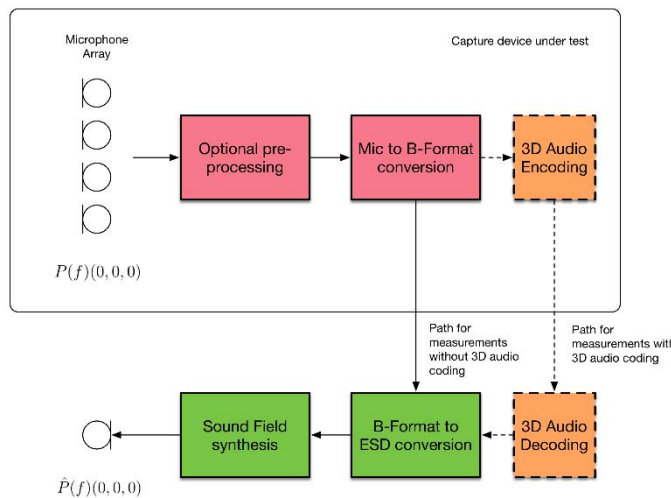 Microphone
Array
Capture device under test
Optional pre-
processing
Mic to B-Format
conversion
3D Audio
Encoding
P(f)(0, 0, 0)
Path for
measurements
without 3D audio
coding
Path for
measurements with
3D audio coding
Sound Field
synthesis
B-Format to
ESD conversion
3D Audio
Decoding
P̂(f)(0, 0, 0)